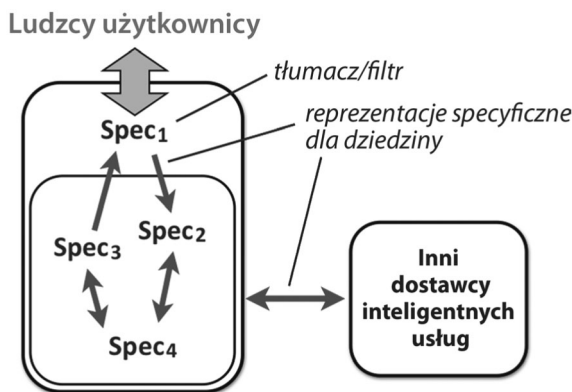 Ludzcy użytkownicy
tłumacz/filtr
Spec1
reprezentacje specyficzne
dla dziedziny
Spec2
Spec3
Spec4
Inni
dostawcy
inteligentnych
usług